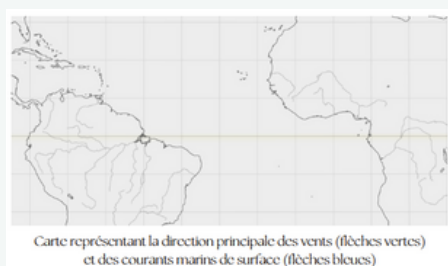 Carte représentant la direction principale des vents (flèches vertes)
et des courants marins de surface (flèches bleues)